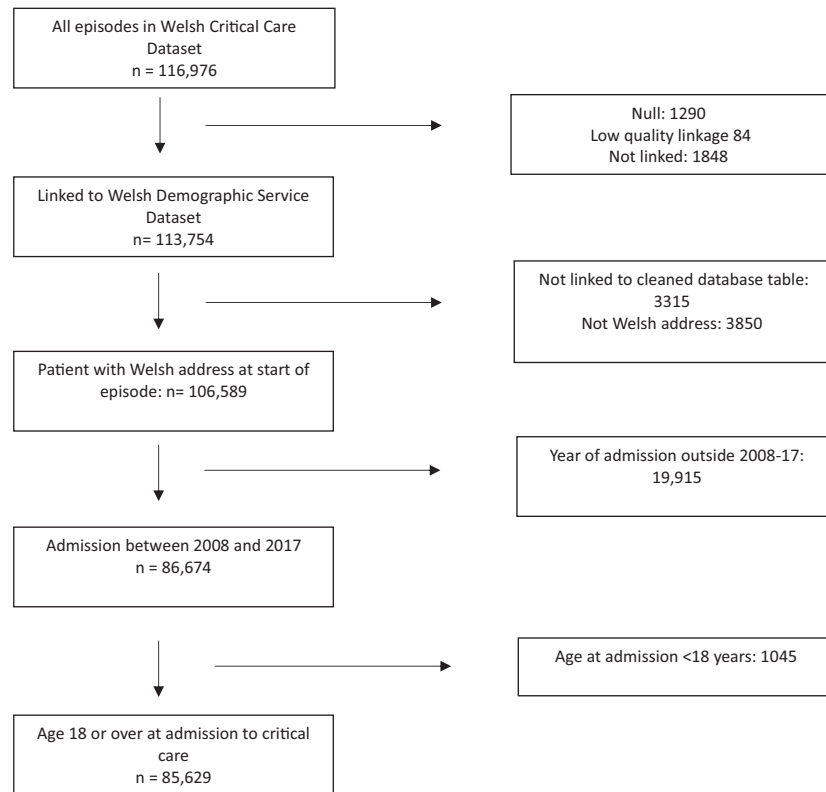 All episodes in Welsh Critical Care
Dataset
n = 116,976
Null: 1290
Low quality linkage 84
Not linked: 1848
Linked to Welsh Demographic Service
Dataset
n= 113,754
Not linked to cleaned database table:
3315
Not Welsh address: 3850
Patient with Welsh address at start of
episode: n= 106,589
Year of admission outside 2008-17:
19,915
Admission between 2008 and 2017
n = 86,674
Age at admission <18 years: 1045
Age 18 or over at admission to critical
care
n = 85,629